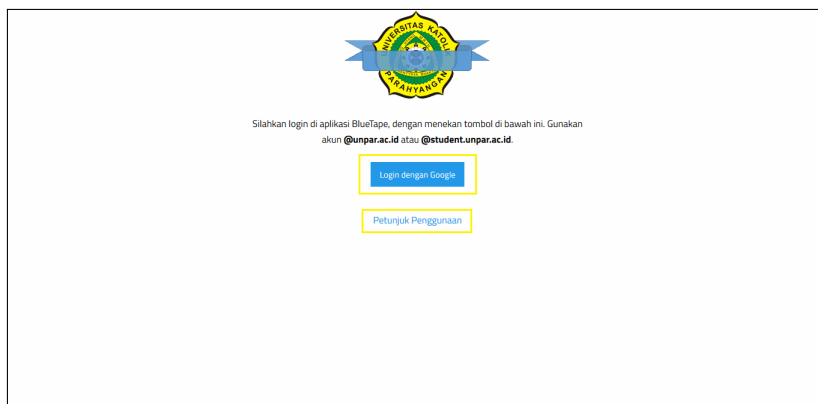 UNIVERSITAS KATOLIK
PARAHYANGAN
Silahkan login di aplikasi BlueTape, dengan menekan tombol di bawah ini. Gunakan
akun @unpar.ac.id atau @student.unpar.ac.id.
Login dengan Google
Petunjuk Penggunaan